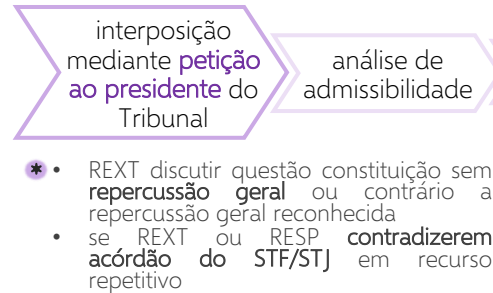 interposição
mediante petição
ao presidente do
Tribunal
análise de
admissibilidade
* • REXT discutir questão constituição sem
repercussão geral ou contrário a
repercussão geral reconhecida
• se REXT ou RESP contradizerem
acórdão do STF/STJ em recurso
repetitivo